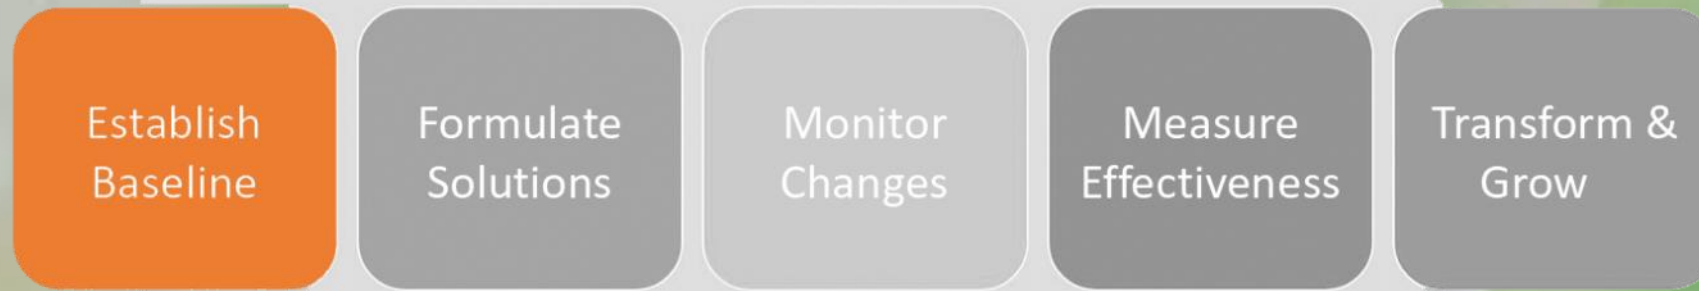 Establish
Baseline
Formulate
Solutions
Monitor
Changes
Measure
Effectiveness
Transform &
Grow